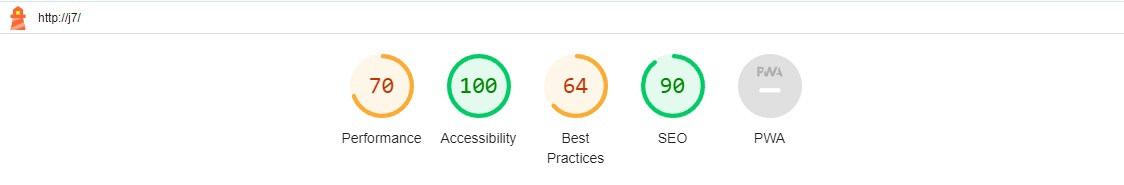 http://j7/
70 100 64 90 PWA
Performance Accessibility Best Practices SEO PWA